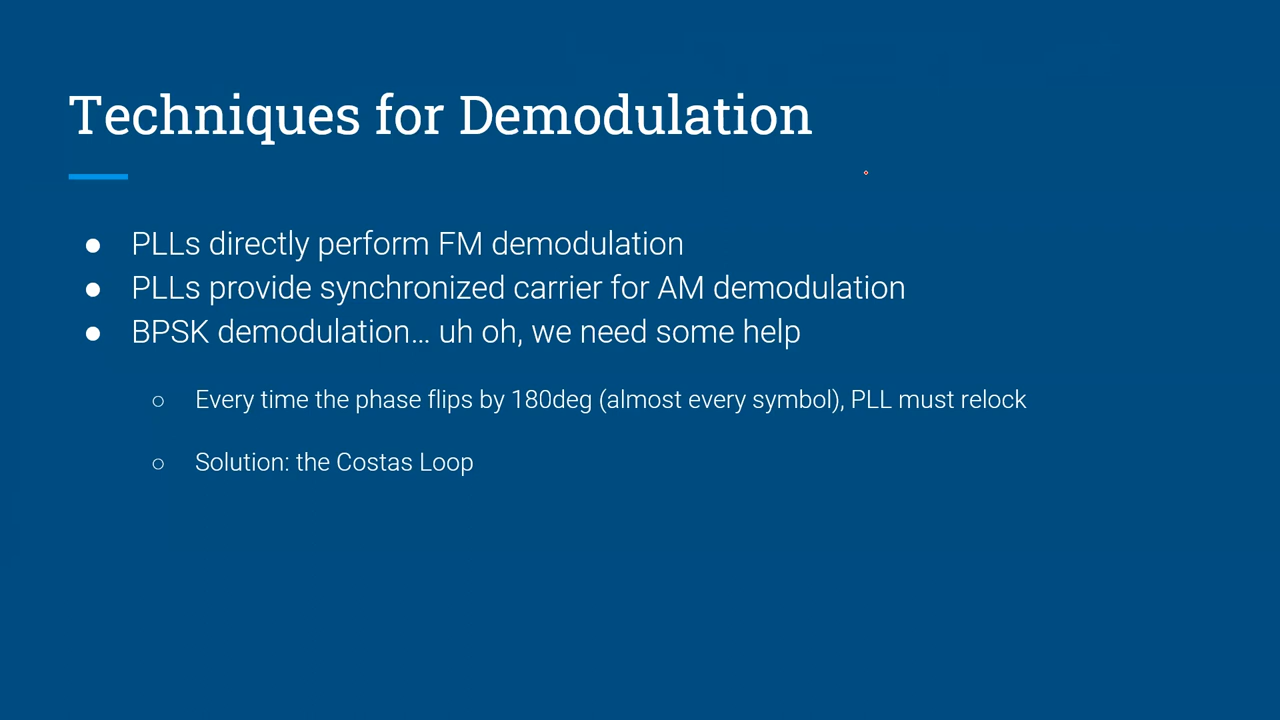 Techniques for Demodulation
● PLLs directly perform FM demodulation
● PLLs provide synchronized carrier for AM demodulation
● BPSK demodulation... uh oh, we need some help
○ Every time the phase flips by 180deg (almost every symbol), PLL must relock
○ Solution: the Costas Loop